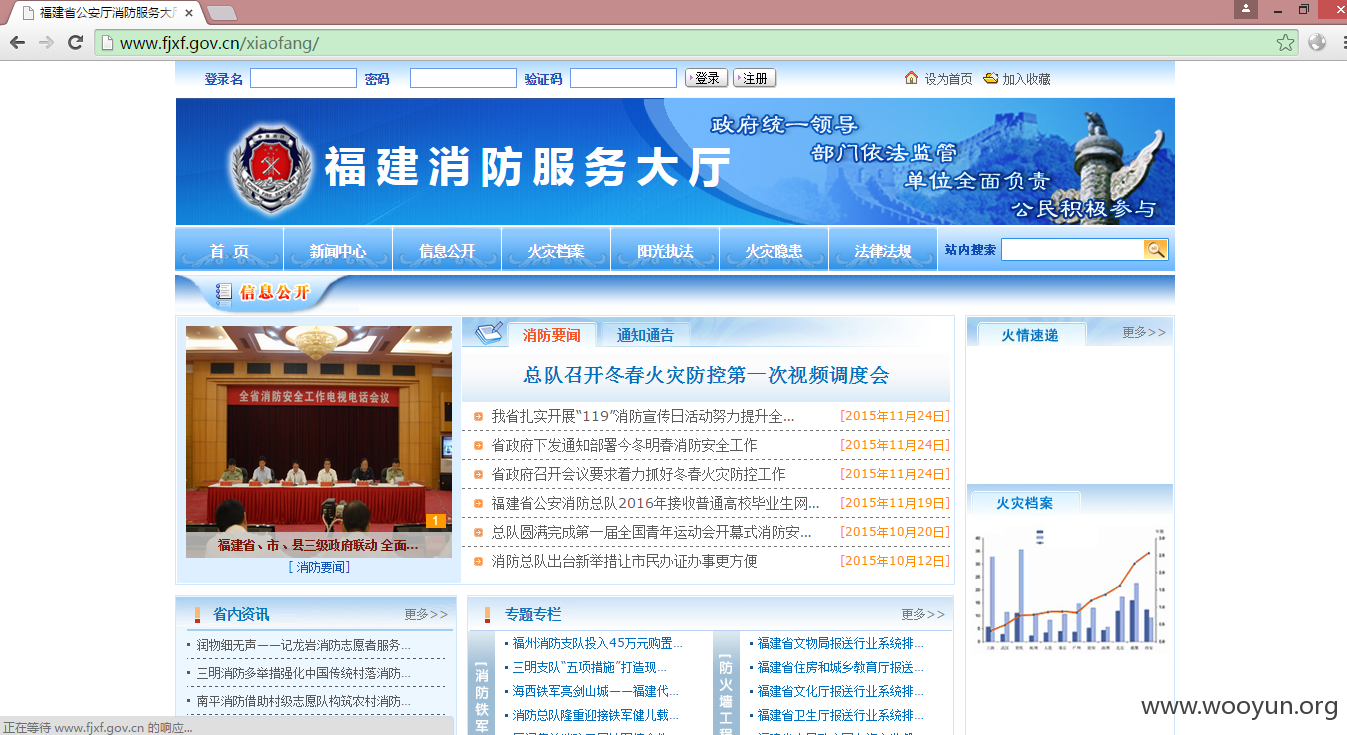 福建省公安厅消防服务大厅
www.fjxf.gov.cn/xiaofang/
登录名 密码 验证码 登录 注册 设为首页 加入收藏
福建消防服务大厅
政府统一领导
部门依法监管
单位全面负责
公民积极参与
首 页 新闻中心 信息公开 火灾档案 阳光执法 火灾隐患 法律法规 站内搜索
信息公开
全省消防安全工作电视电话会议
1
福建省、市、县三级政府联动 全面...
[ 消防要闻]
消防要闻 通知通告
总队召开冬春火灾防控第一次视频调度会
我省扎实开展“119”消防宣传日活动努力提升全... [2015年11月24日]
省政府下发通知部署今冬明春消防安全工作 [2015年11月24日]
省政府召开会议要求着力抓好冬春火灾防控工作 [2015年11月24日]
福建省公安消防总队2016年接收普通高校毕业生网... [2015年11月19日]
总队圆满完成第一届全国青年运动会开幕式消防安... [2015年10月20日]
消防总队出台新举措让市民办证办事更方便 [2015年10月12日]
火情速递 更多>>
火灾档案
省内资讯 更多>>
润物细无声——记龙岩消防志愿者服务...
三明消防多举措强化中国传统村落消防...
南平消防借助村级志愿队构筑农村消防...
专题专栏 更多>>
[消防铁军
福州消防支队投入45万元购置...
三明支队“五项措施”打造现...
海西铁军亮剑山城——福建代...
消防总队隆重迎接铁军健儿载...
[防火墙工程
福建省文物局报送行业系统排...
福建省住房和城乡教育厅报送...
福建省文化厅报送行业系统排...
福建省卫生厅报送行业系统排...
正在等待 www.fjxf.gov.cn 的响应...
www.wooyun.org